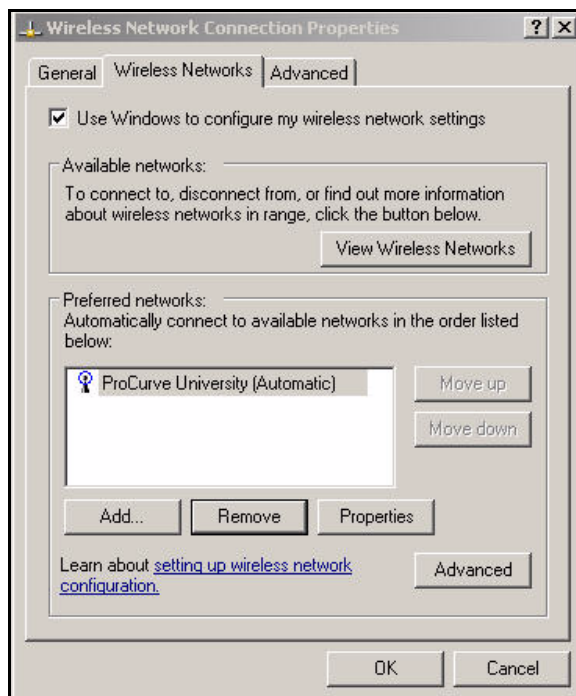 Wireless Network Connection Properties
General
Wireless Networks
Advanced
Use Windows to configure my wireless network settings
Available networks:
To connect to, disconnect from, or find out more information
about wireless networks in range, click the button below.
View Wireless Networks
Preferred networks:
Automatically connect to available networks in the order listed
below:
ProCurve University (Automatic)
Move up
Move down
Add...
Remove
Properties
Learn about setting up wireless network
configuration.
Advanced
OK
Cancel